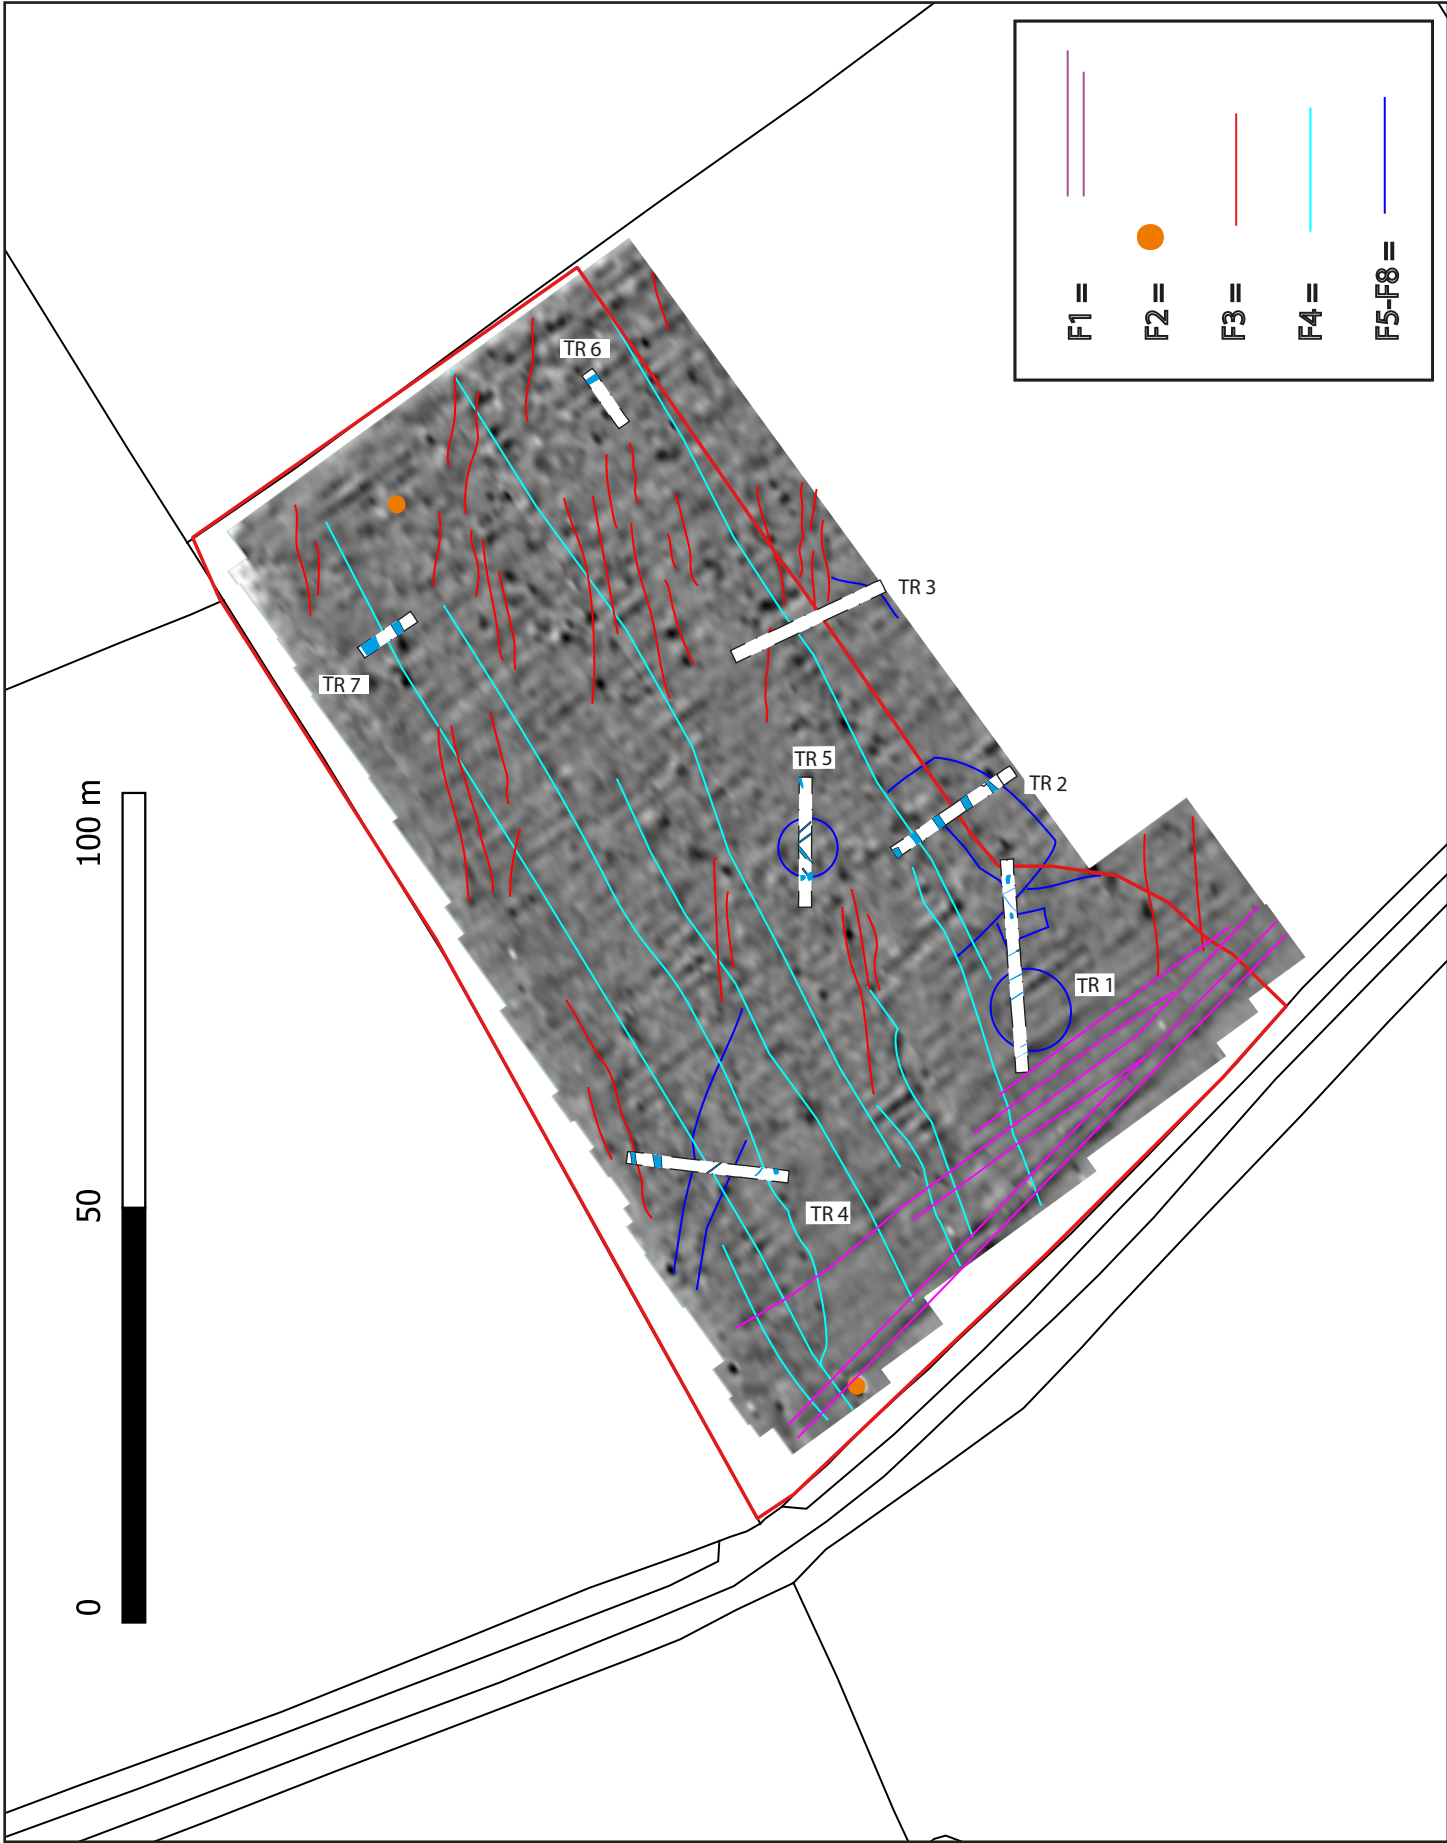 F1 =
F2 =
F3 =
F4 =
F5-F8 =
TR 6
TR 3
TR 7
TR 5
TR 2
TR 1
TR 4
0
50
100 m